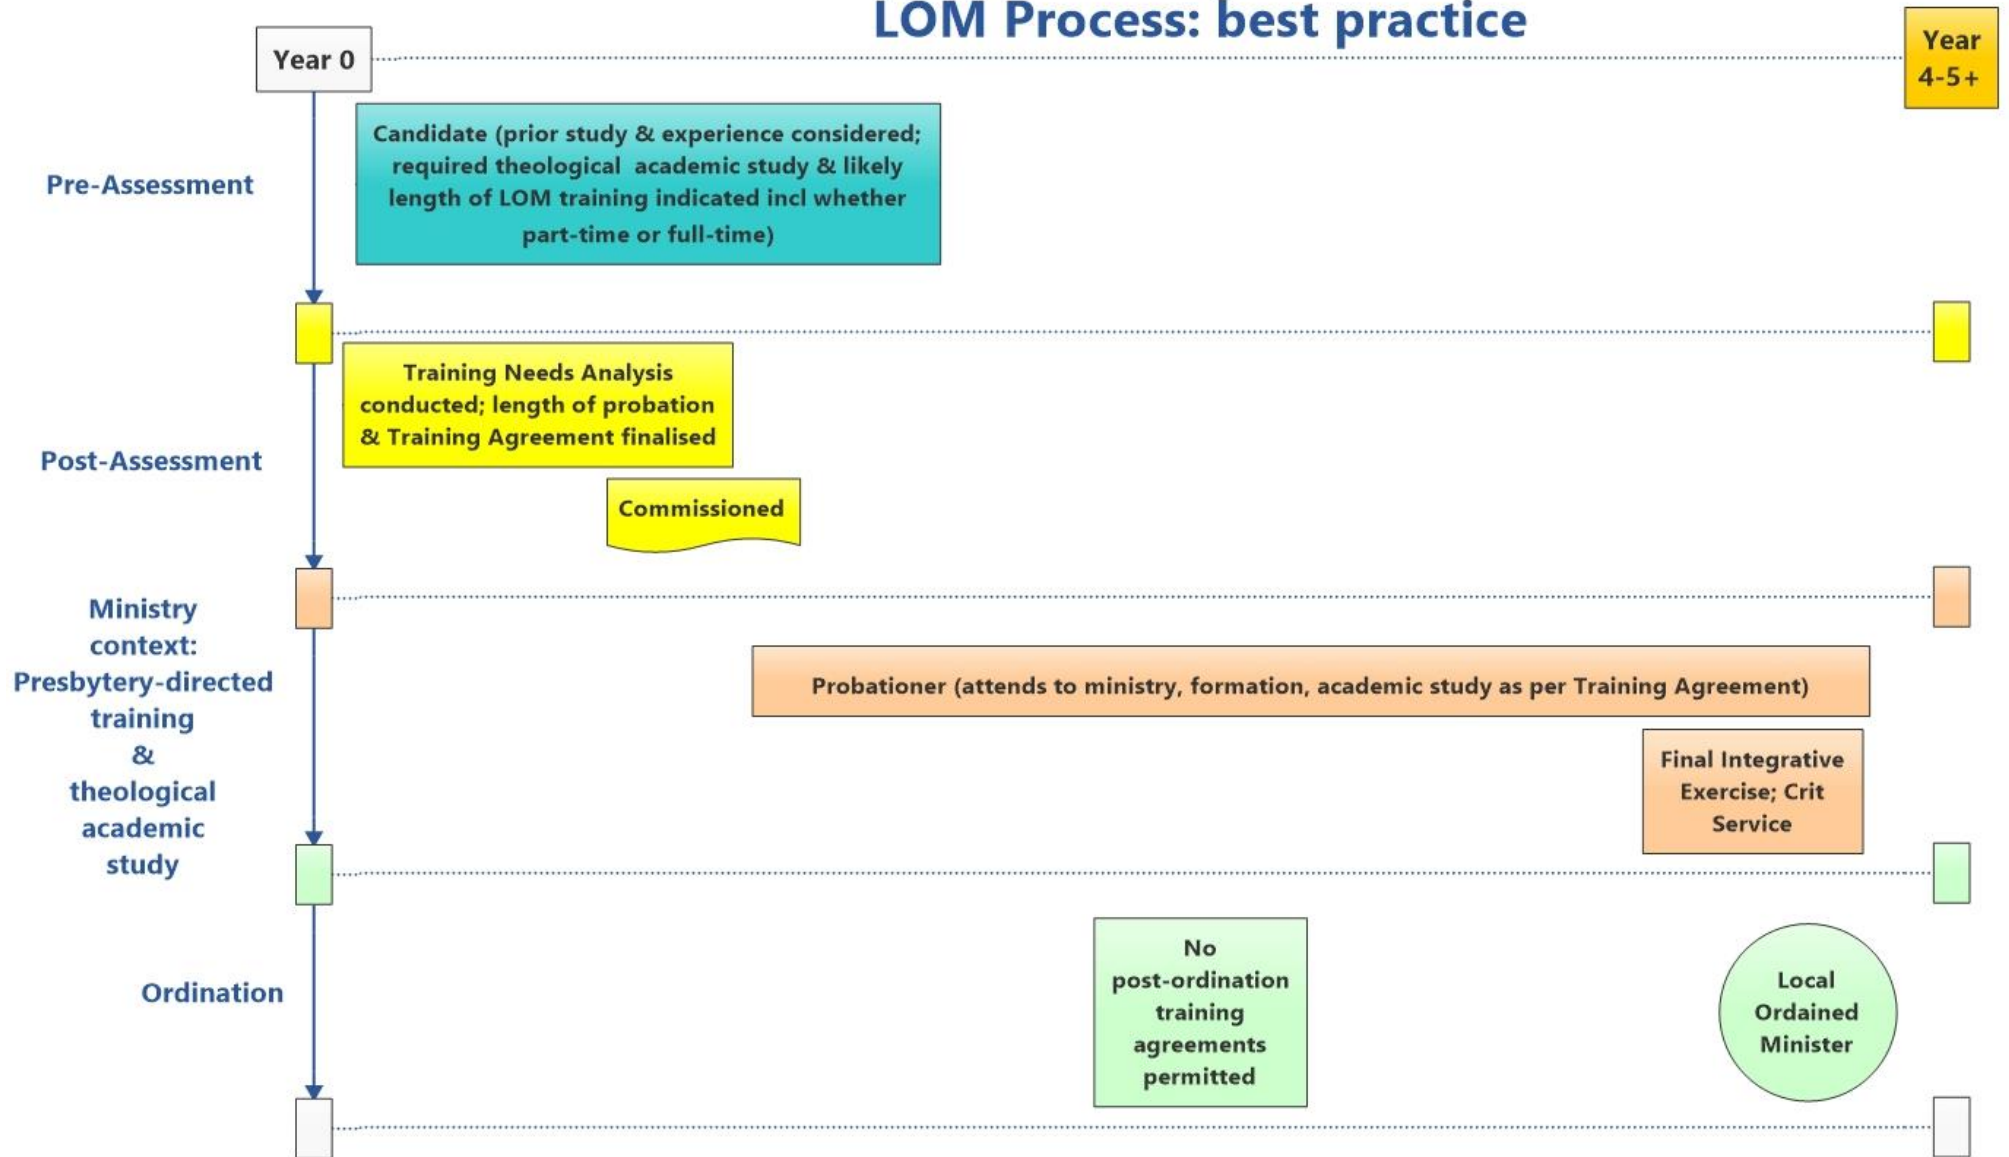 LOM Process: best practice
Year 0
Year
4-5+
Pre-Assessment
Candidate (prior study & experience considered;
required theological academic study & likely
length of LOM training indicated incl whether
part-time or full-time)
Post-Assessment
Training Needs Analysis
conducted; length of probation
& Training Agreement finalised
Commissioned
Ministry
context:
Presbytery-directed
training
&
theological
academic
study
Probationer (attends to ministry, formation, academic study as per Training Agreement)
Final Integrative
Exercise; Crit
Service
Ordination
No
post-ordination
training
agreements
permitted
Local
Ordained
Minister